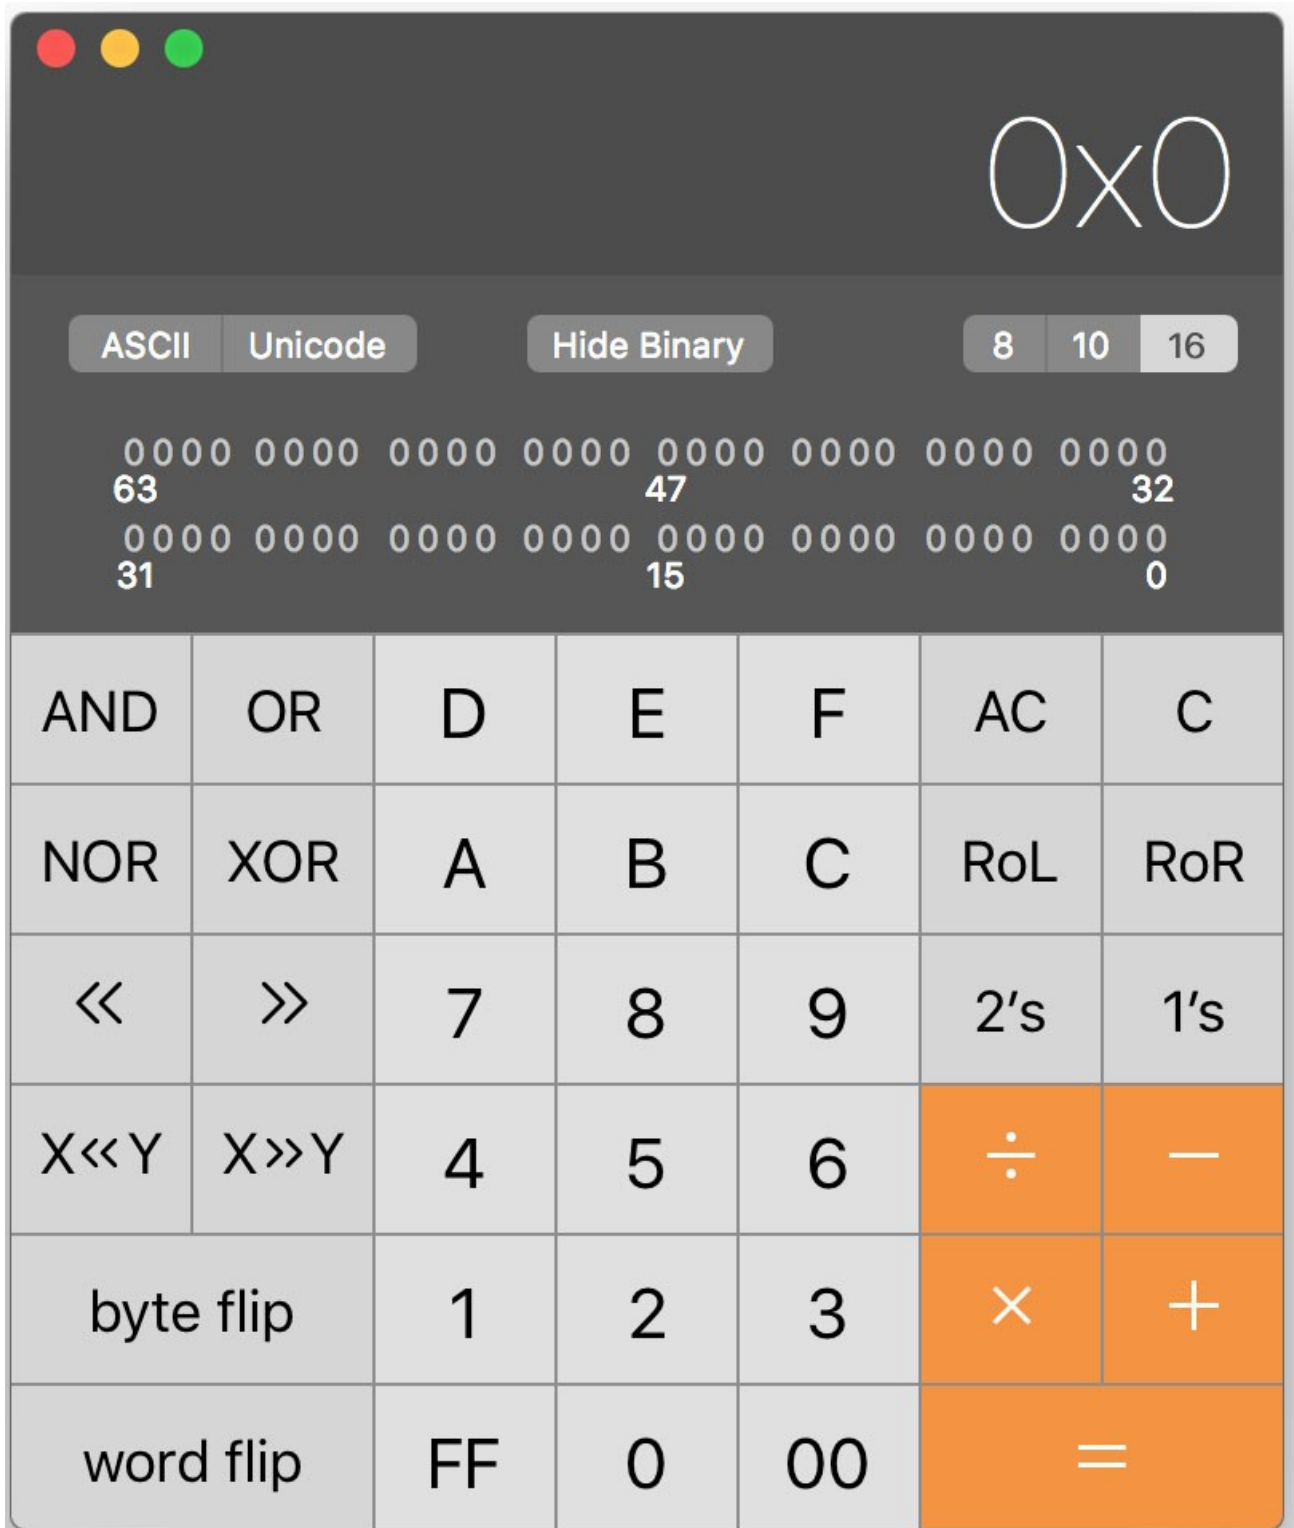 0x0
ASCII Unicode Hide Binary 8 10 16
0000 0000 0000 0000 0000 0000 0000 0000
63 47 32
0000 0000 0000 0000 0000 0000 0000 0000
31 15 0
AND OR D E F AC C
NOR XOR A B C RoL RoR
« » 7 8 9 2's 1's
X«Y X»Y 4 5 6 ÷ −
byte flip 1 2 3 × +
word flip FF 0 00 =